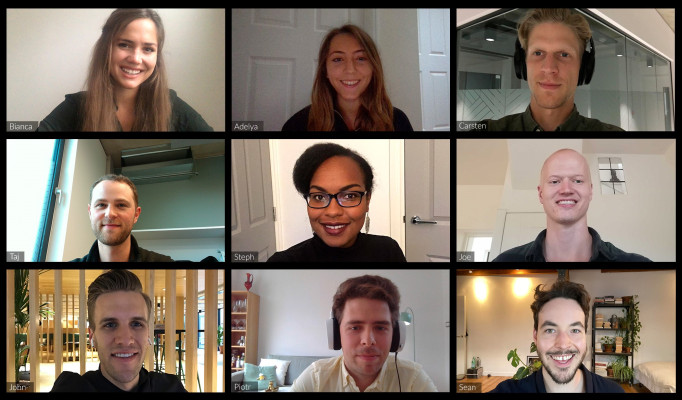 Bianca
Adelya
Carsten
Taj
Steph
Joe
John
Piotr
Sean